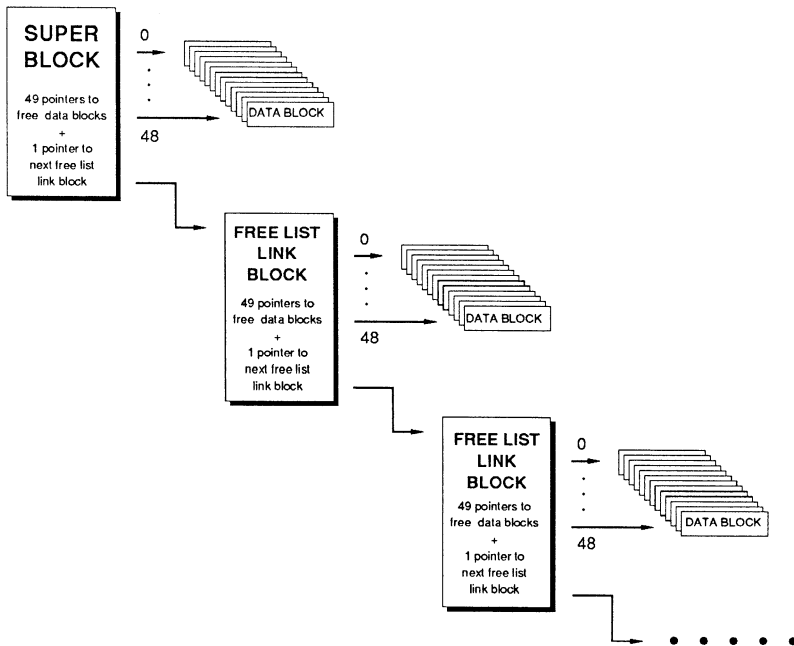 SUPER
BLOCK
49 pointers to
free data blocks
+
1 pointer to
next free list
link block
0
48
DATA BLOCK
FREE LIST
LINK
BLOCK
49 pointers to
free data blocks
+
1 pointer to
next free list
link block
0
48
DATA BLOCK
FREE LIST
LINK
BLOCK
49 pointers to
free data blocks
+
1 pointer to
next free list
link block
0
48
DATA BLOCK